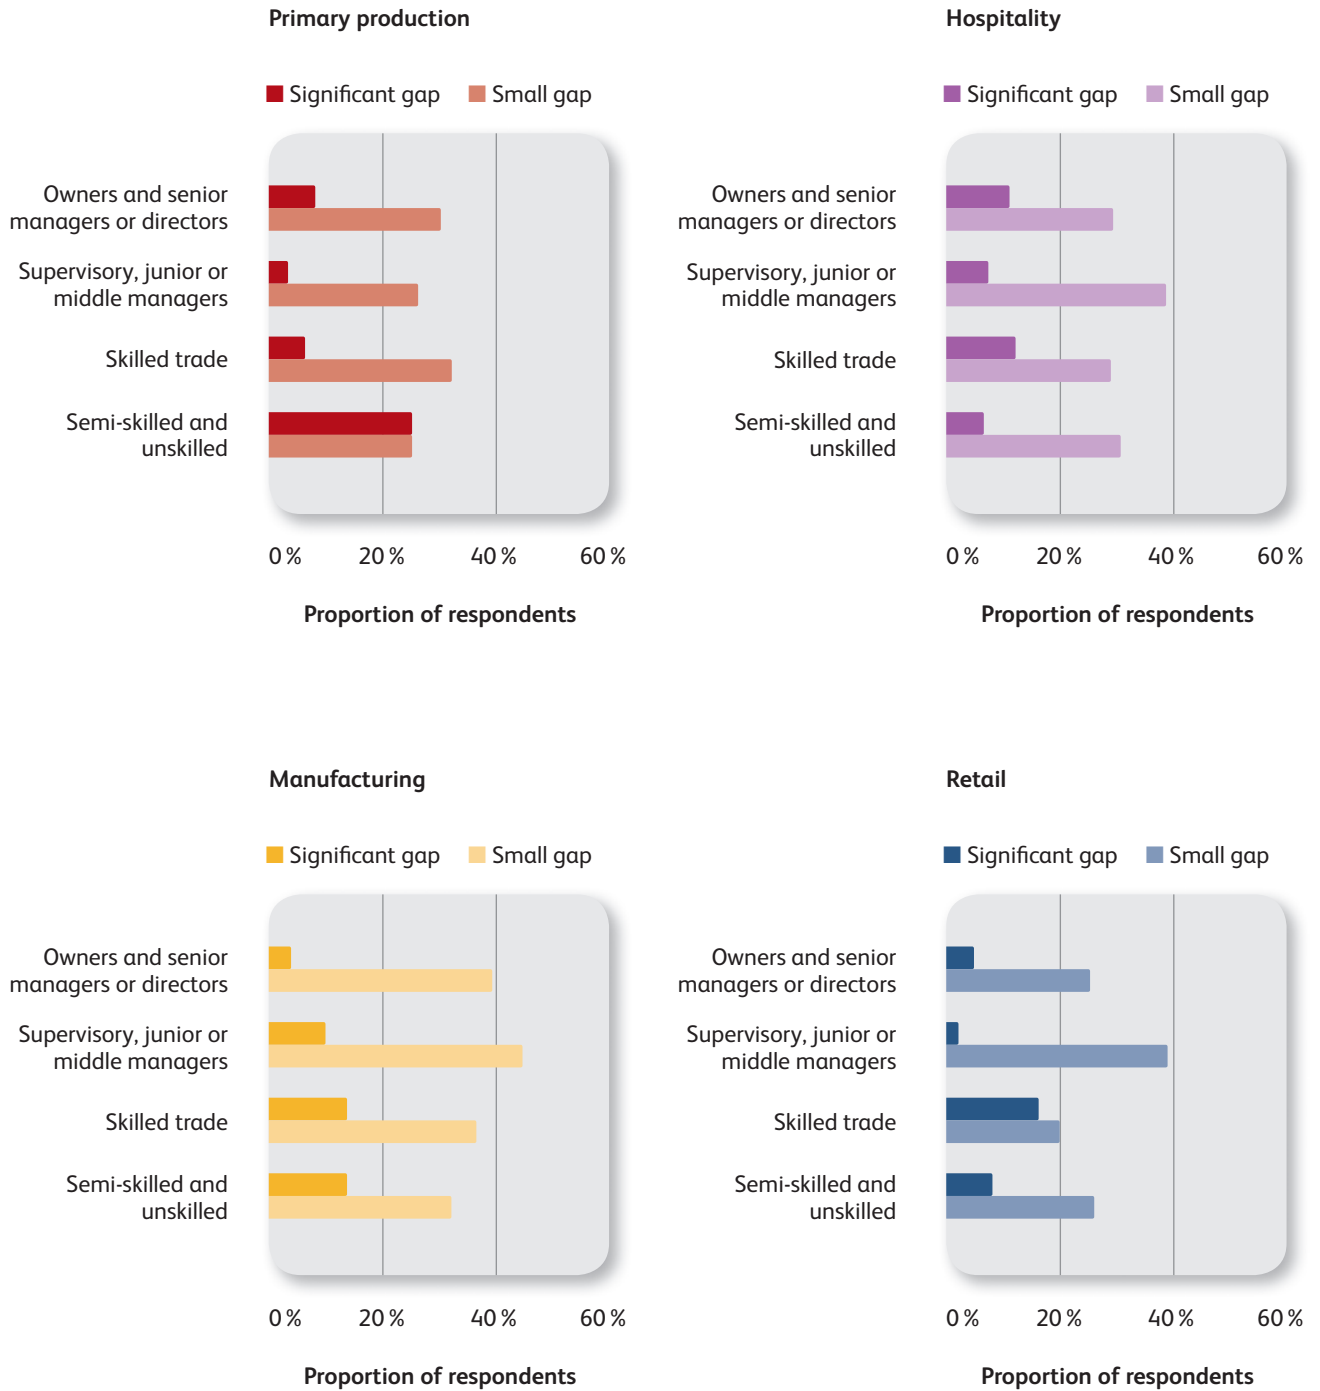 Primary production
Significant gap
Small gap
Owners and senior
managers or directors
Supervisory, junior or
middle managers
Skilled trade
Semi-skilled and
unskilled
0 %
20 %
40 %
60 %
Proportion of respondents
Hospitality
Significant gap
Small gap
Owners and senior
managers or directors
Supervisory, junior or
middle managers
Skilled trade
Semi-skilled and
unskilled
0 %
20 %
40 %
60 %
Proportion of respondents
Manufacturing
Significant gap
Small gap
Owners and senior
managers or directors
Supervisory, junior or
middle managers
Skilled trade
Semi-skilled and
unskilled
0 %
20 %
40 %
60 %
Proportion of respondents
Retail
Significant gap
Small gap
Owners and senior
managers or directors
Supervisory, junior or
middle managers
Skilled trade
Semi-skilled and
unskilled
0 %
20 %
40 %
60 %
Proportion of respondents